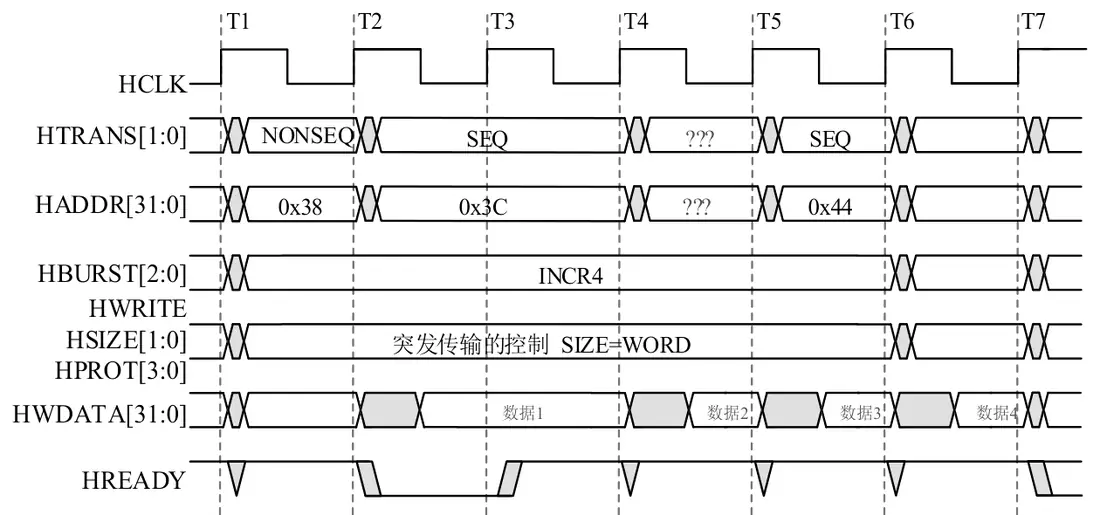 T1 T2 T3 T4 T5 T6 T7
HCLK
HTRANS[1:0] NONSEQ SEQ ??? SEQ
HADDR[31:0] 0x38 0x3C ??? 0x44
HBURST[2:0] INCR4
HWRITE
HSIZE[1:0] 突发传输的控制 SIZE=WORD
HPROT[3:0]
HWDATA[31:0] 数据1 数据2 数据3 数据4
HREADY